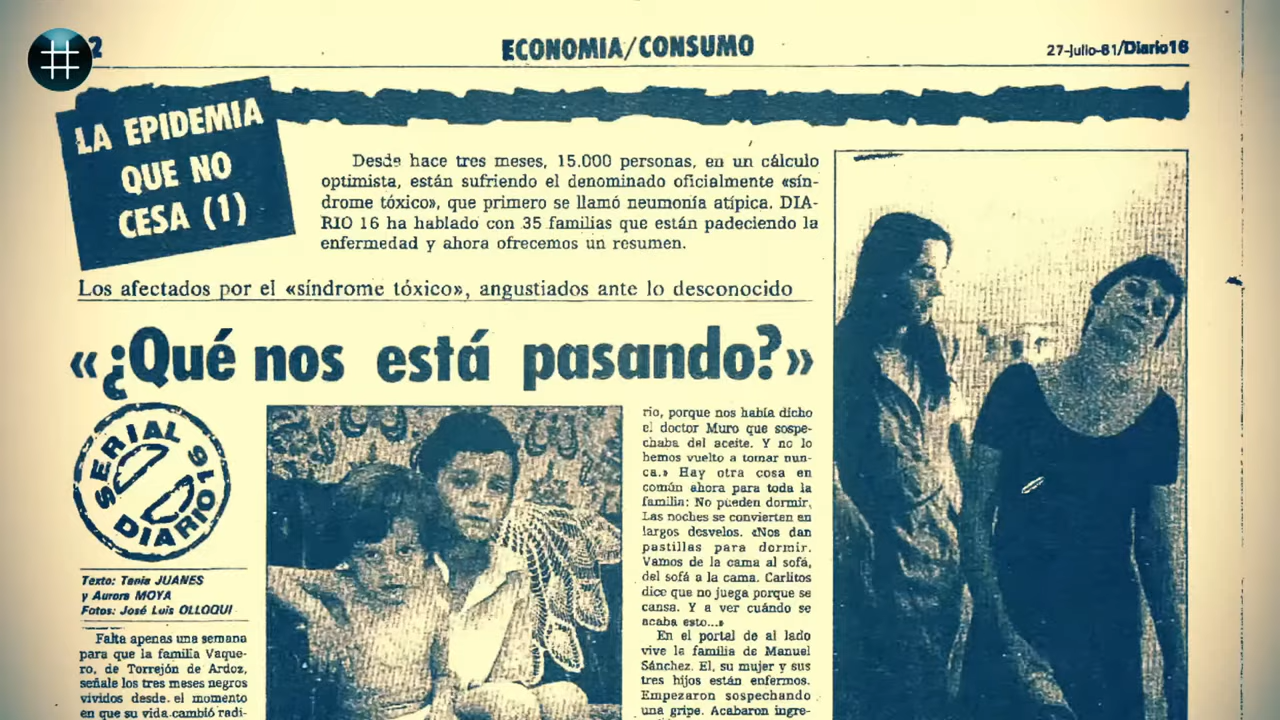 #
2
ECONOMIA/CONSUMO
27-julio-81/Diario16
LA EPIDEMIA
QUE NO
CESA (1)
Desde hace tres meses, 15.000 personas, en un cálculo
optimista, están sufriendo el denominado oficialmente «sín-
drome tóxico», que primero se llamó neumonía atípica. DIA-
RIO 16 ha hablado con 35 familias que están padeciendo la
enfermedad y ahora ofrecemos un resumen.
Los afectados por el «síndrome tóxico», angustiados ante lo desconocido
«¿Qué nos está pasando?»
SERIAL 16
DIARIO 16
Texto: Tania JUANES
y Aurora MOYA
Fotos: José Luis OLLOQUI
Falta apenas una semana
para que la familia Vaque-
ro, de Torrejón de Ardoz,
señale los tres meses negros
vividos desde el momento
en que su vida cambió radi-
rio, porque nos había dicho
el doctor Muro que sospe-
chaba del aceite. Y no lo
hemos vuelto a tomar nun-
ca.» Hay otra cosa en
común ahora para toda la
familia: No pueden dormir.
Las noches se convierten en
largos desvelos. «Nos dan
pastillas para dormir.
Vamos de la cama al sofá,
del sofá a la cama. Carlitos
dice que no juega porque se
cansa. Y a ver cuándo se
acaba esto...»
En el portal de al lado
vive la familia de Manuel
Sánchez. El, su mujer y sus
tres hijos están enfermos.
Empezaron sospechando
una gripe. Acabaron ingre-